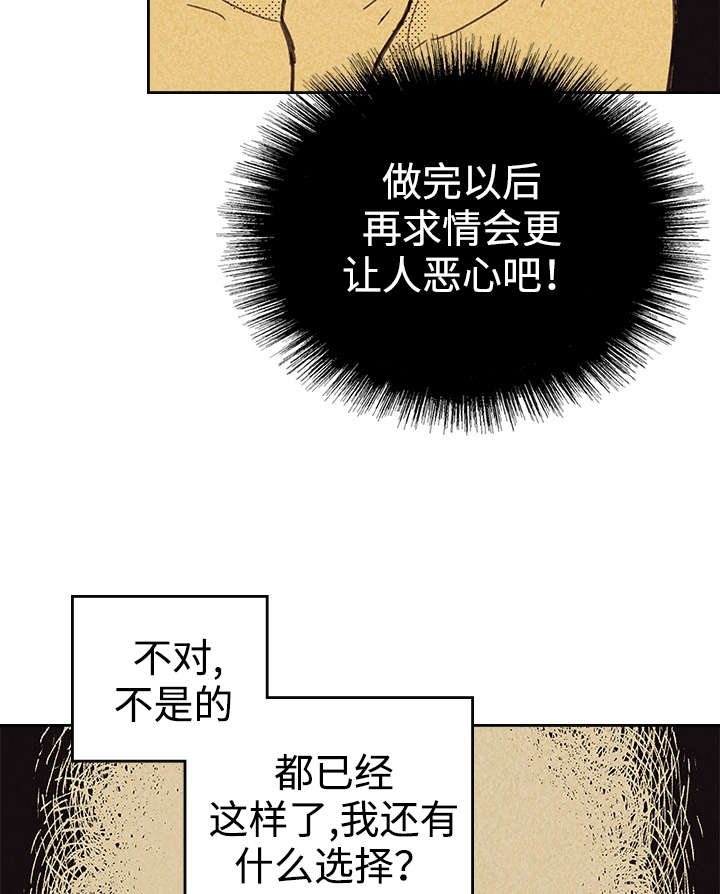 做完以后
再求情会更
让人恶心吧！
不对,
不是的
都已经
这样了,我还有
什么选择？